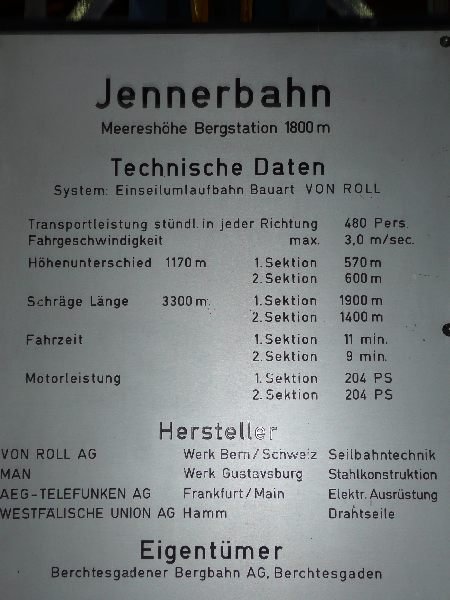 Jennerbahn
Meereshöhe Bergstation 1800 m
Technische Daten
System: Einseilumlaufbahn Bauart VON ROLL
Transportleistung stündl. in jeder Richtung 480 Pers.
Fahrgeschwindigkeit max. 3,0 m/sec.
Höhenunterschied 1170 m 1. Sektion 570 m
2. Sektion 600 m
Schräge Länge 3300 m. 1. Sektion 1900 m
2. Sektion 1400 m
Fahrzeit 1. Sektion 11 min.
2. Sektion 9 min.
Motorleistung 1. Sektion 204 PS
2. Sektion 204 PS
Hersteller
VON ROLL AG Werk Bern/Schweiz Seilbahntechnik
MAN Werk Gustavsburg Stahlkonstruktion
AEG-TELEFUNKEN AG Frankfurt/Main Elektr. Ausrüstung
WESTFÄLISCHE UNION AG Hamm Drahtseile
Eigentümer
Berchtesgadener Bergbahn AG, Berchtesgaden